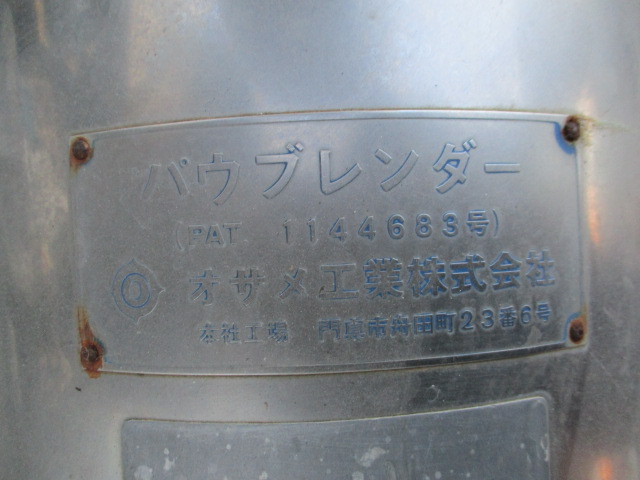 パウブレンダー
(PAT. 1144683号)
オサメ工業株式会社
本社工場 門真市舟田町23番6号